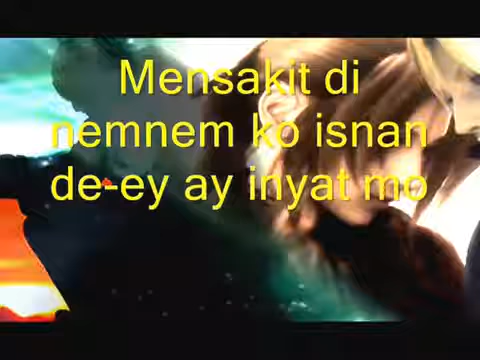 Mensakit di
nemnem ko isnan
de-ey ay inyat mo